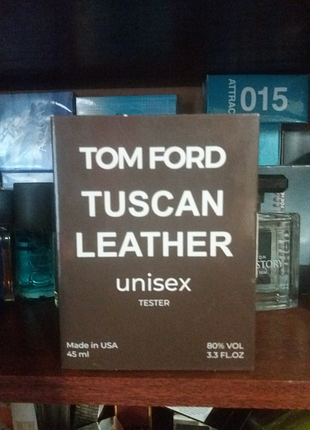 015
ATTRAC
TOM FORD
TUSCAN
LEATHER
unisex
TESTER
Made in USA
45 ml
80% VOL
3.3 FL.OZ
STORY